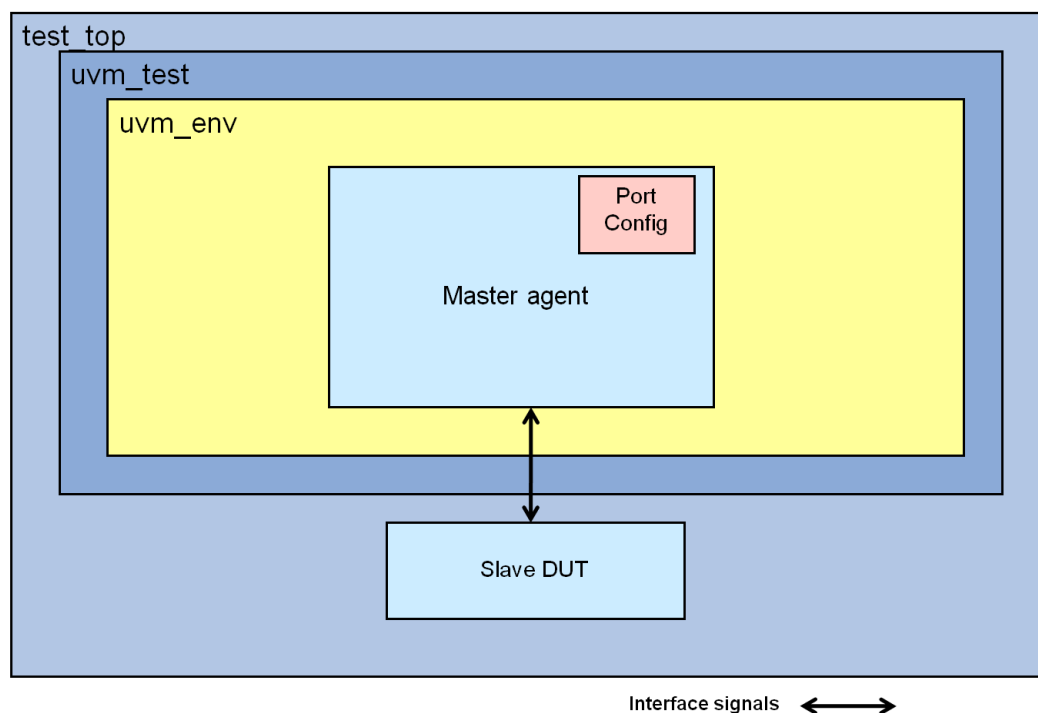 test_top
uvm_test
uvm_env
Port
Config
Master agent
Slave DUT
Interface signals